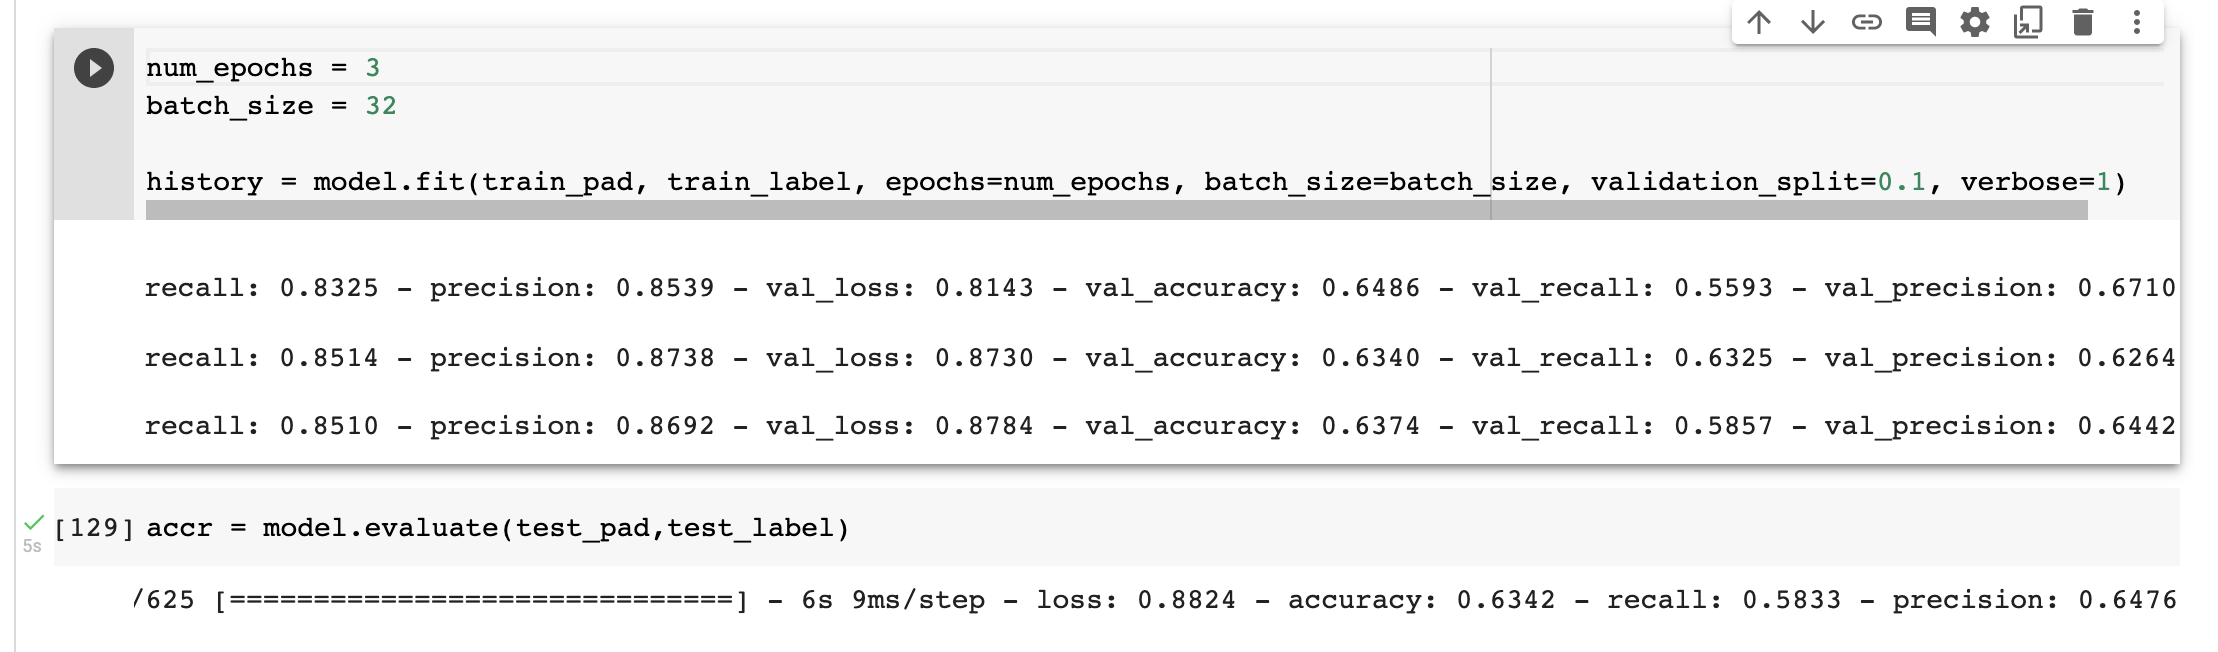 num_epochs = 3
batch_size = 32
history = model.fit(train_pad, train_label, epochs=num_epochs, batch_size=batch_size, validation_split=0.1, verbose=1)
recall: 0.8325 - precision: 0.8539 - val_loss: 0.8143 - val_accuracy: 0.6486 - val_recall: 0.5593 - val_precision: 0.6710
recall: 0.8514 - precision: 0.8738 - val_loss: 0.8730 - val_accuracy: 0.6340 - val_recall: 0.6325 - val_precision: 0.6264
recall: 0.8510 - precision: 0.8692 - val_loss: 0.8784 - val_accuracy: 0.6374 - val_recall: 0.5857 - val_precision: 0.6442
[129] accr = model.evaluate(test_pad,test_label)
5s
/625 [==============================] - 6s 9ms/step - loss: 0.8824 - accuracy: 0.6342 - recall: 0.5833 - precision: 0.6476